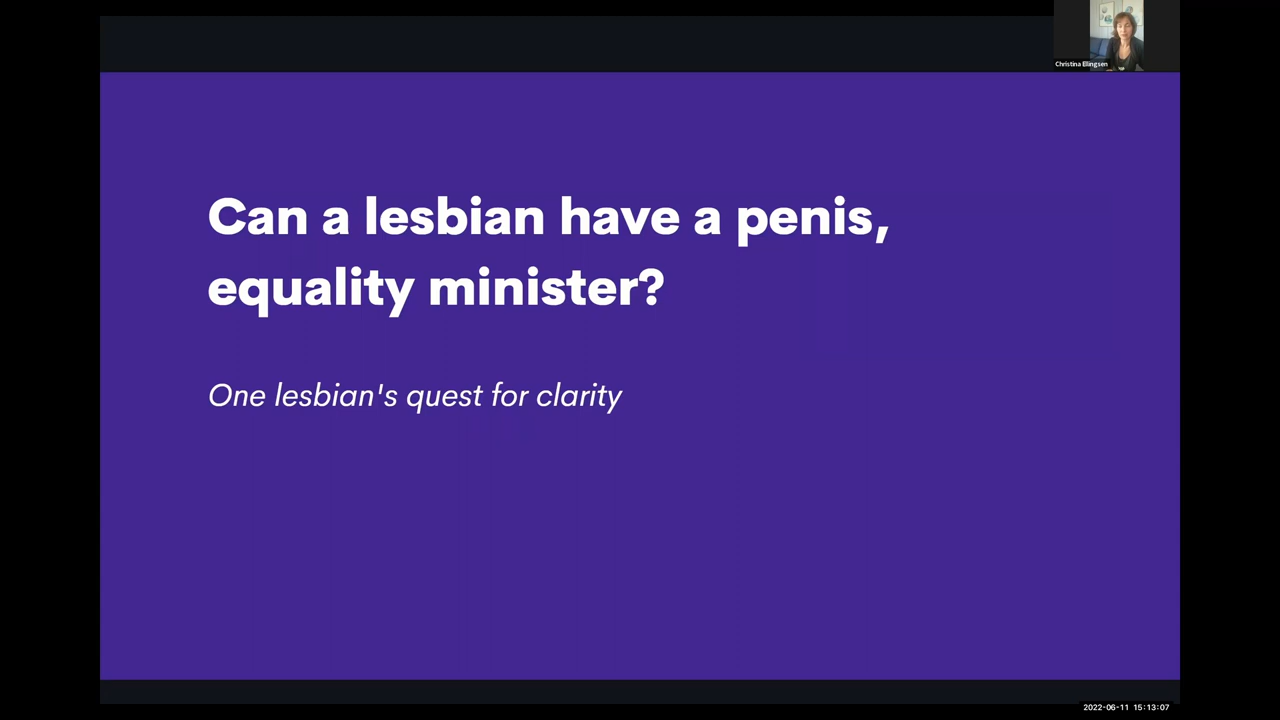 Christina Ellingsen
Can a lesbian have a penis,
equality minister?
One lesbian's quest for clarity
2022-06-11 15:13:07